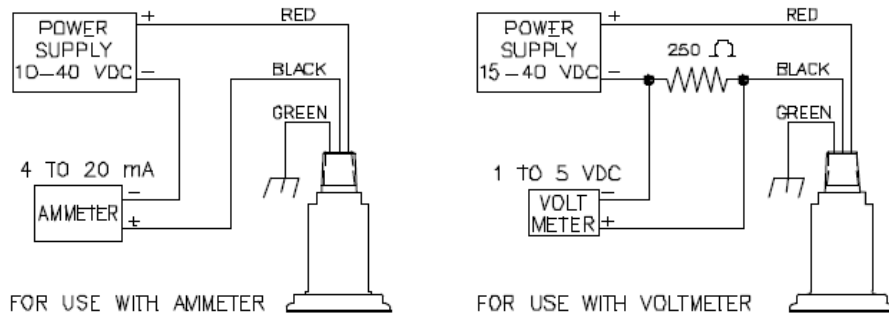 POWER SUPPLY 10-40 VDC
+
-
RED
BLACK
GREEN
4 TO 20 mA
AMMETER
-
+
FOR USE WITH AMMETER
POWER SUPPLY 15-40 VDC
+
-
RED
250 Ω
BLACK
GREEN
1 TO 5 VDC
VOLT METER
-
+
FOR USE WITH VOLTMETER